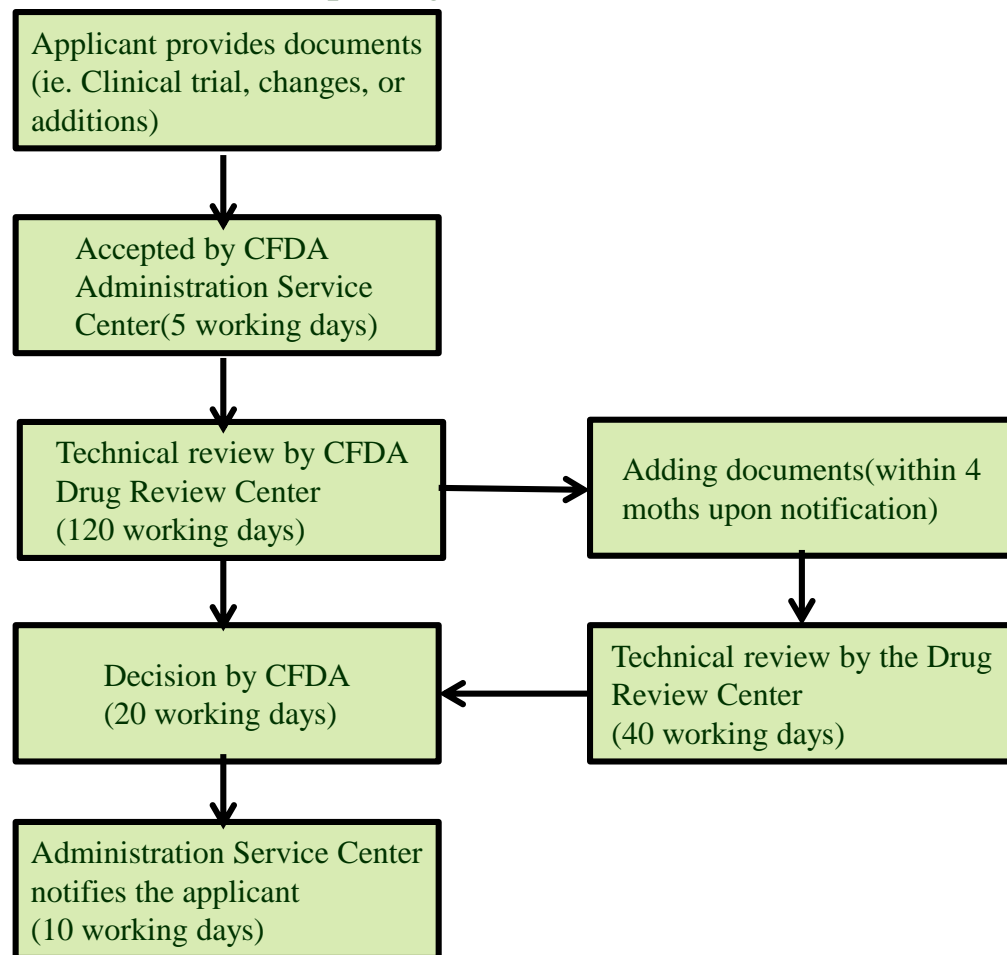 Applicant provides documents
(ie. Clinical trial, changes, or
additions)
Accepted by CFDA
Administration Service
Center(5 working days)
Technical review by CFDA
Drug Review Center
(120 working days)
Adding documents(within 4
moths upon notification)
Decision by CFDA
(20 working days)
Technical review by the Drug
Review Center
(40 working days)
Administration Service Center
notifies the applicant
(10 working days)